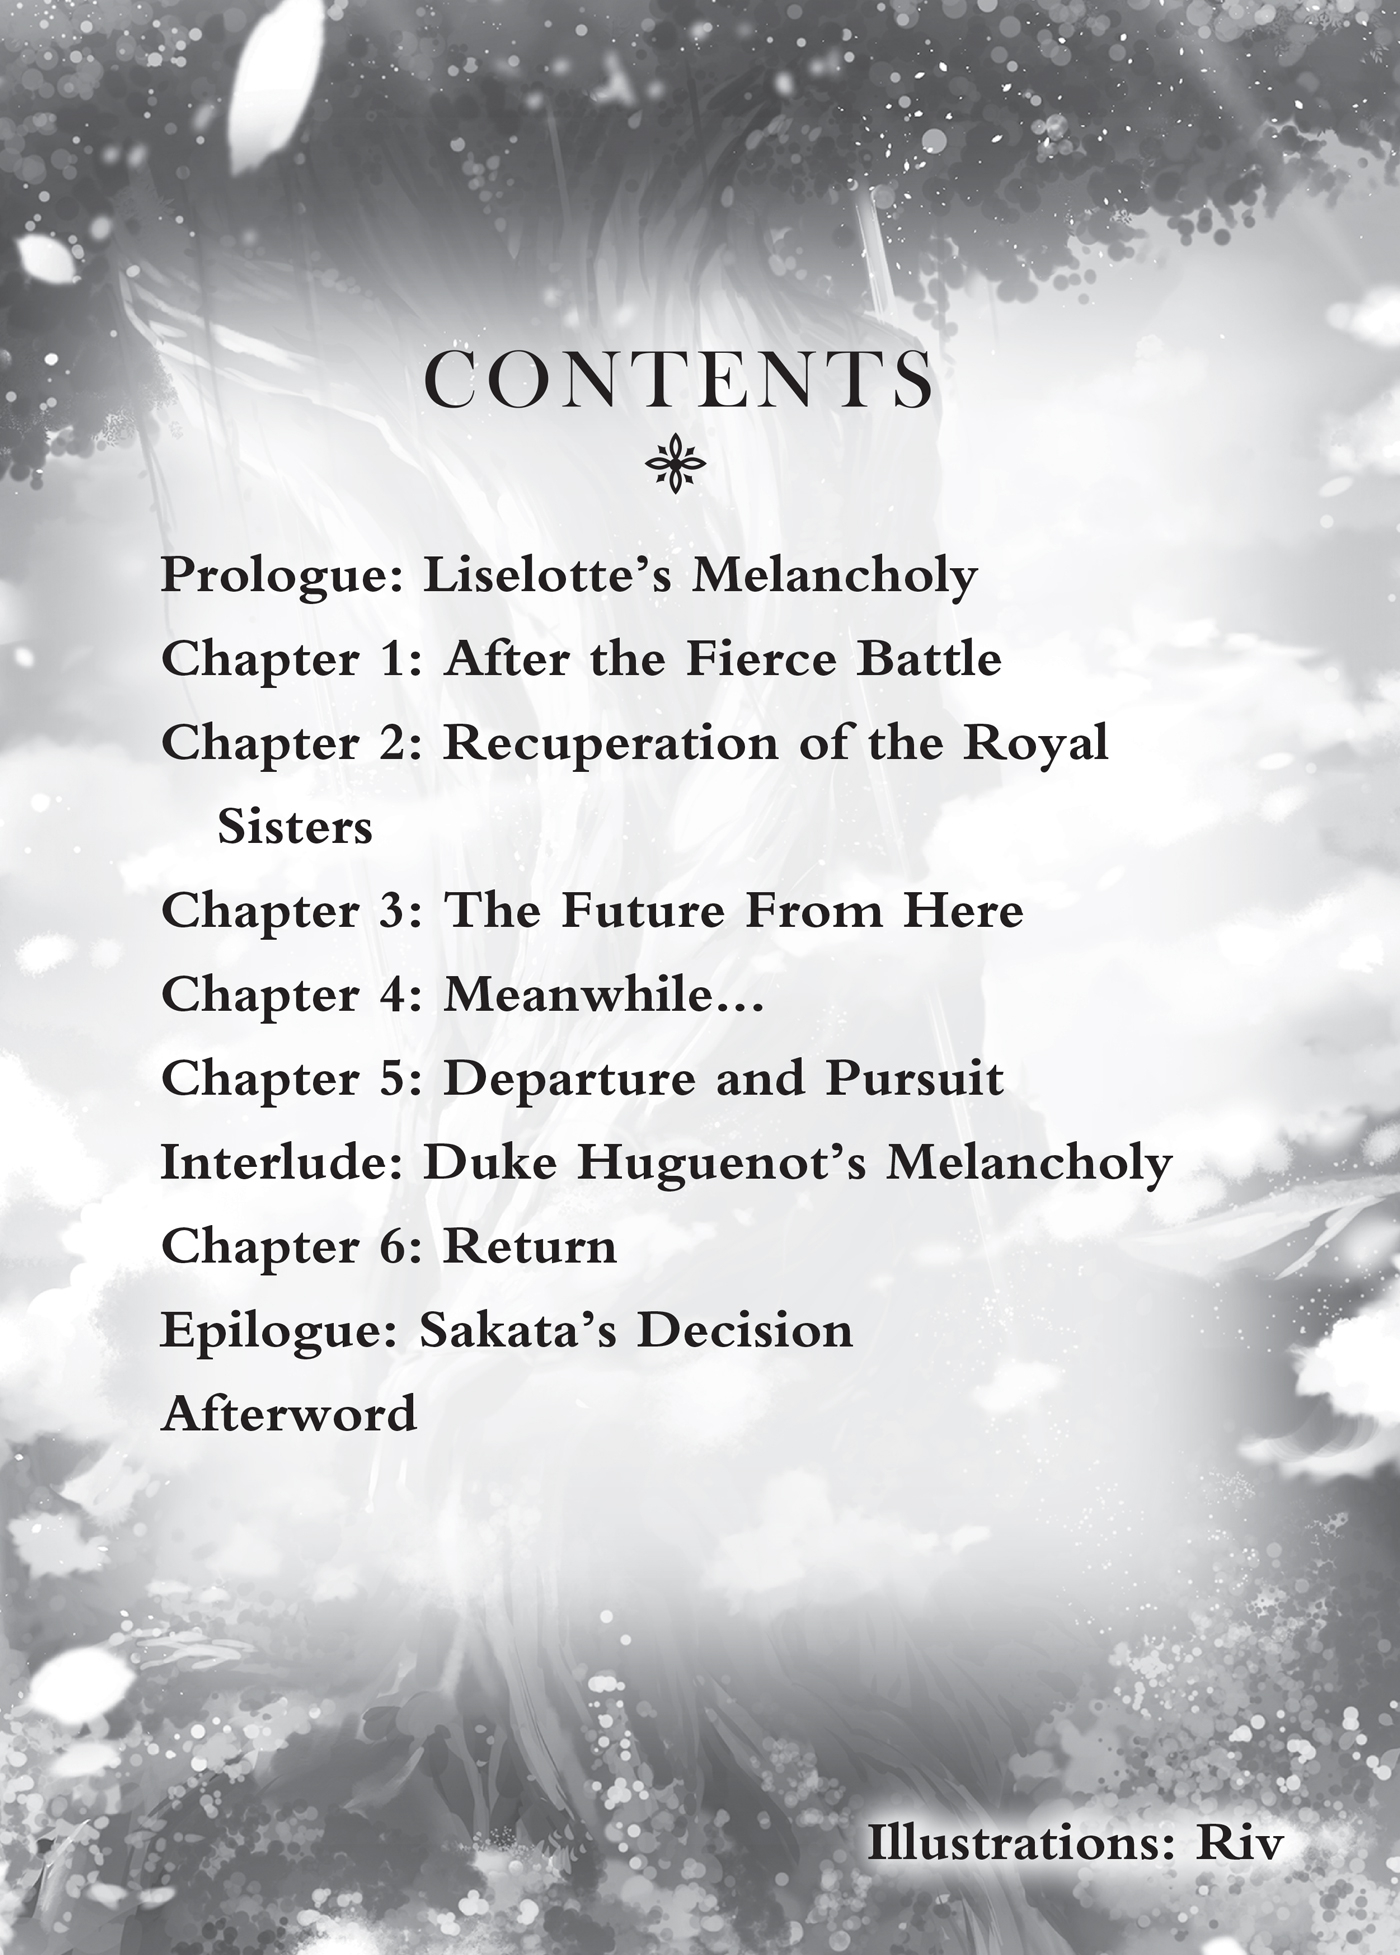 CONTENTS
Prologue: Liselotte’s Melancholy
Chapter 1: After the Fierce Battle
Chapter 2: Recuperation of the Royal
Sisters
Chapter 3: The Future From Here
Chapter 4: Meanwhile…
Chapter 5: Departure and Pursuit
Interlude: Duke Huguenot’s Melancholy
Chapter 6: Return
Epilogue: Sakata’s Decision
Afterword
Illustrations: Riv